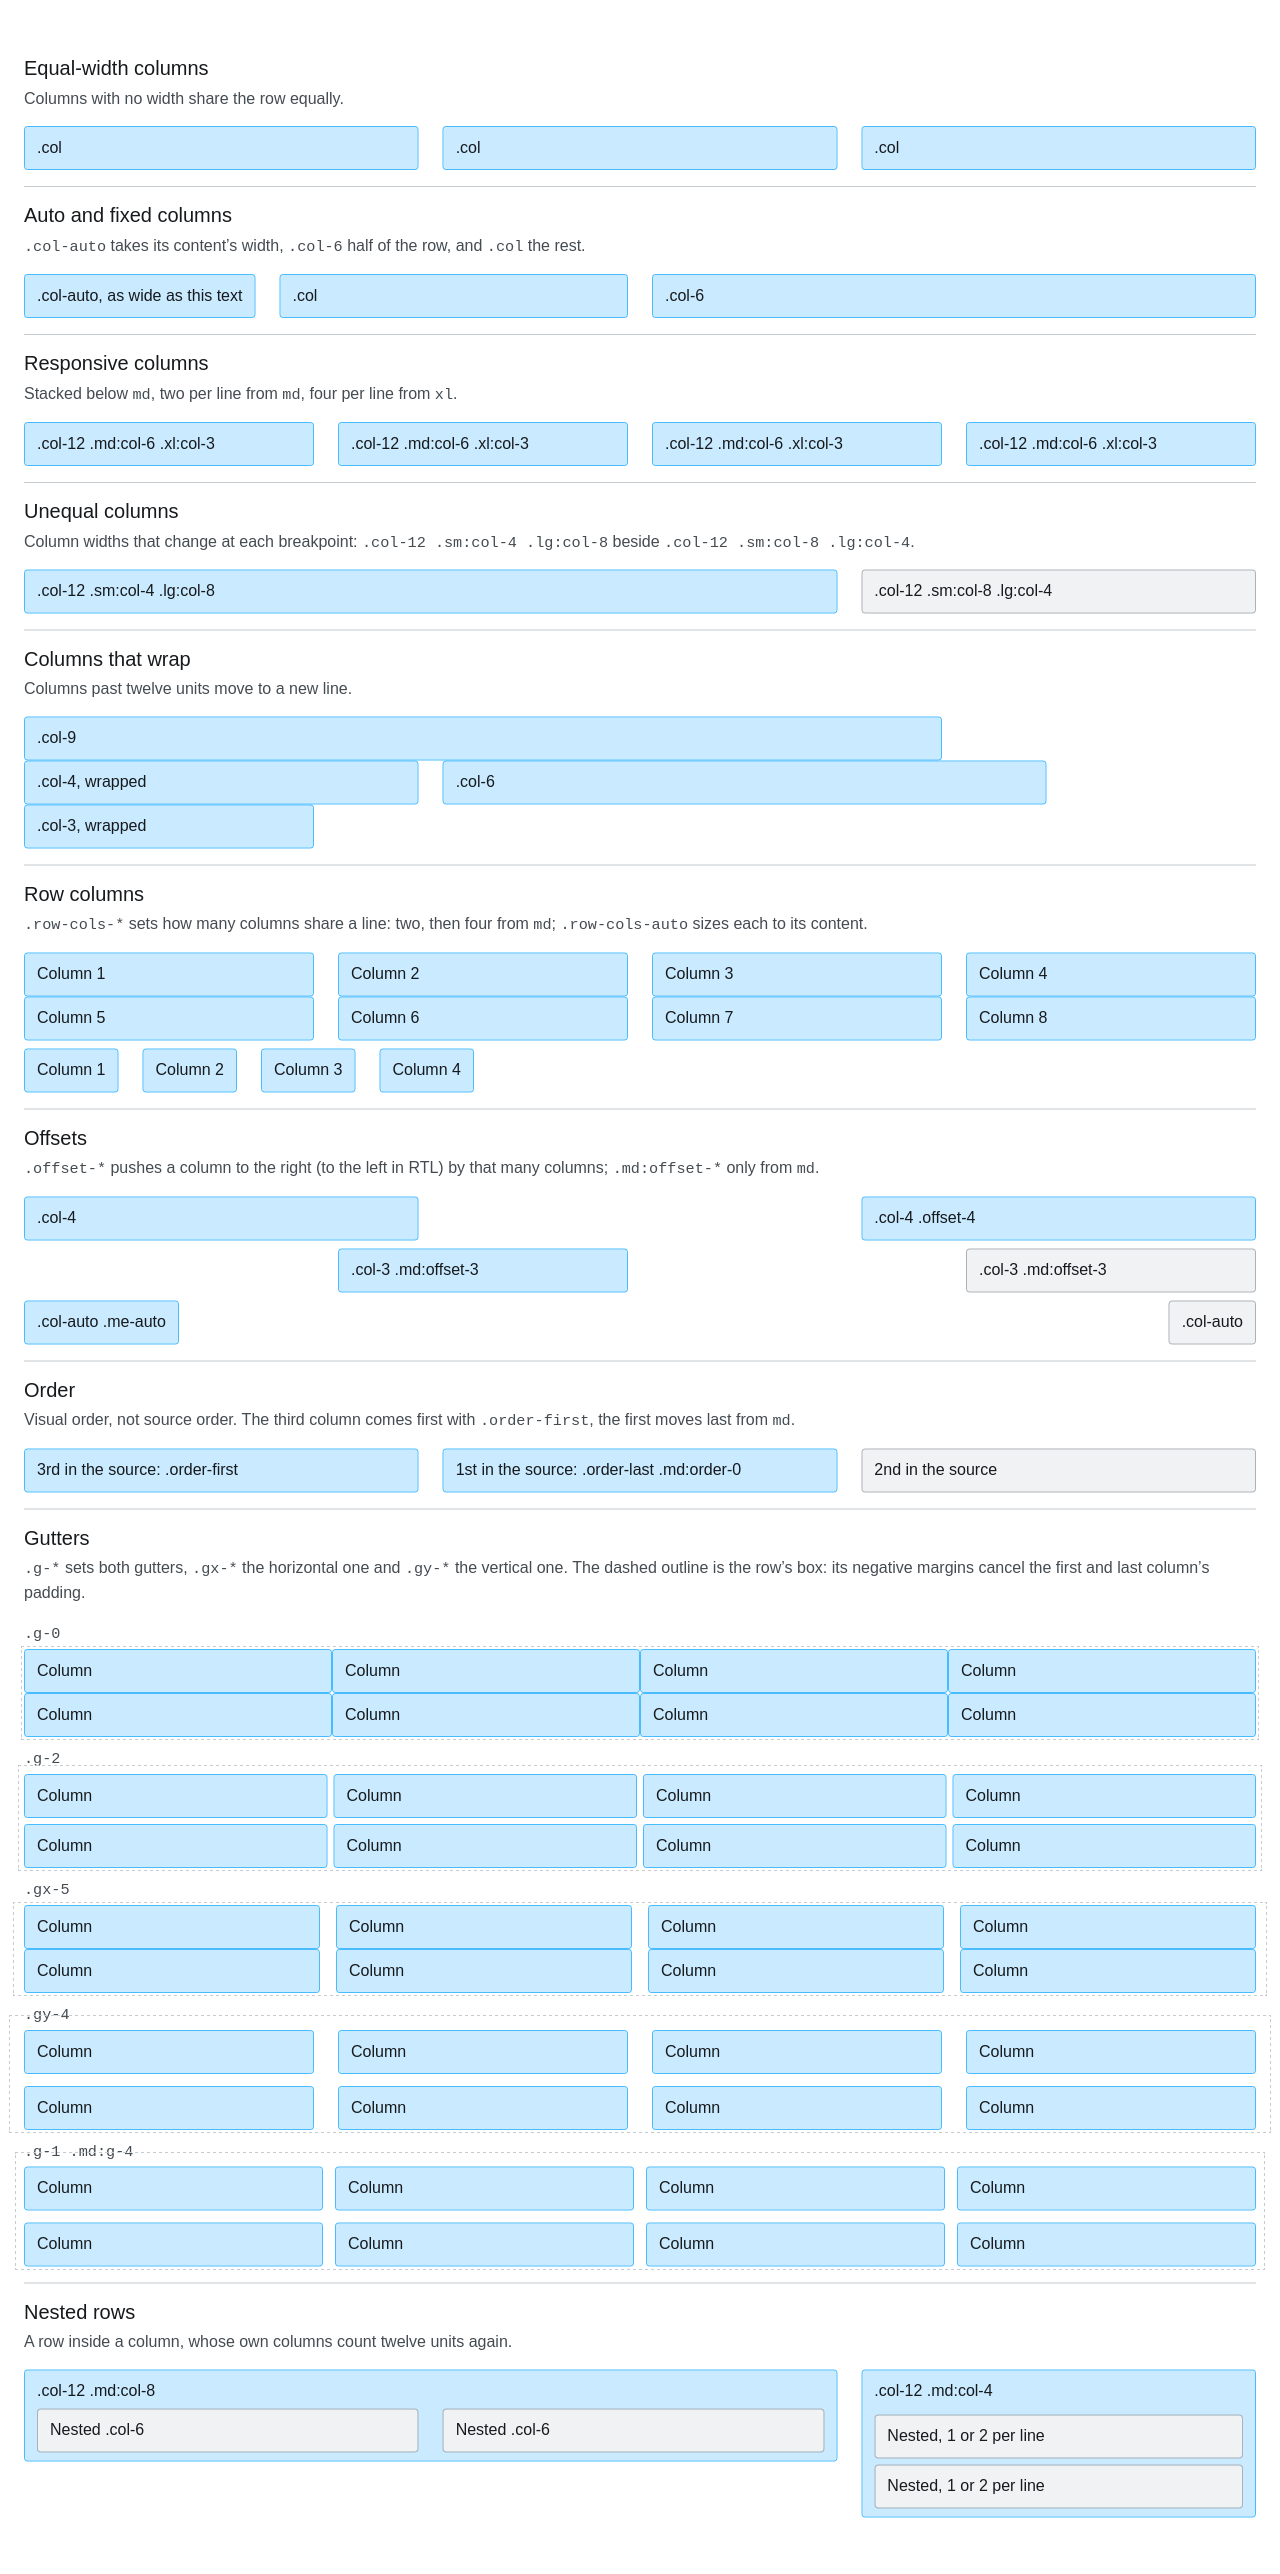 Equal-width columns
Columns with no width share the row equally.
.col .col .col
Auto and fixed columns
.col-auto takes its content’s width, .col-6 half of the row, and .col the rest.
.col-auto, as wide as this text .col .col-6
Responsive columns
Stacked below md, two per line from md, four per line from xl.
.col-12 .md:col-6 .xl:col-3 .col-12 .md:col-6 .xl:col-3 .col-12 .md:col-6 .xl:col-3 .col-12 .md:col-6 .xl:col-3
Unequal columns
Column widths that change at each breakpoint: .col-12 .sm:col-4 .lg:col-8 beside .col-12 .sm:col-8 .lg:col-4.
.col-12 .sm:col-4 .lg:col-8 .col-12 .sm:col-8 .lg:col-4
Columns that wrap
Columns past twelve units move to a new line.
.col-9
.col-4, wrapped .col-6
.col-3, wrapped
Row columns
.row-cols-* sets how many columns share a line: two, then four from md; .row-cols-auto sizes each to its content.
Column 1 Column 2 Column 3 Column 4
Column 5 Column 6 Column 7 Column 8
Column 1 Column 2 Column 3 Column 4
Offsets
.offset-* pushes a column to the right (to the left in RTL) by that many columns; .md:offset-* only from md.
.col-4 .col-4 .offset-4
.col-3 .md:offset-3 .col-3 .md:offset-3
.col-auto .me-auto .col-auto
Order
Visual order, not source order. The third column comes first with .order-first, the first moves last from md.
3rd in the source: .order-first 1st in the source: .order-last .md:order-0 2nd in the source
Gutters
.g-* sets both gutters, .gx-* the horizontal one and .gy-* the vertical one. The dashed outline is the row’s box: its negative margins cancel the first and last column’s
padding.
.g-0
Column Column Column Column
Column Column Column Column
.g-2
Column Column Column Column
Column Column Column Column
.gx-5
Column Column Column Column
Column Column Column Column
.gy-4
Column Column Column Column
Column Column Column Column
.g-1 .md:g-4
Column Column Column Column
Column Column Column Column
Nested rows
A row inside a column, whose own columns count twelve units again.
.col-12 .md:col-8 .col-12 .md:col-4
Nested .col-6 Nested .col-6 Nested, 1 or 2 per line
Nested, 1 or 2 per line